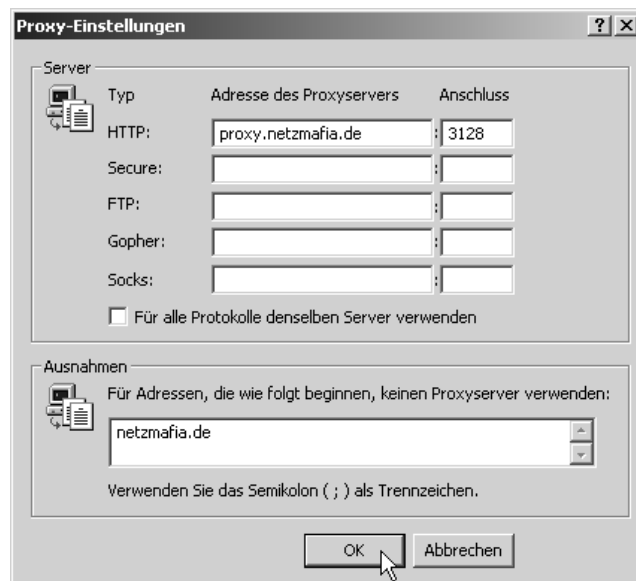 Proxy-Einstellungen
Server
Typ Adresse des Proxyservers Anschluss
HTTP: proxy.netzmafia.de : 3128
Secure: :
FTP: :
Gopher: :
Socks: :
Für alle Protokolle denselben Server verwenden
Ausnahmen
Für Adressen, die wie folgt beginnen, keinen Proxyserver verwenden:
netzmafia.de
Verwenden Sie das Semikolon ( ; ) als Trennzeichen.
OK Abbrechen